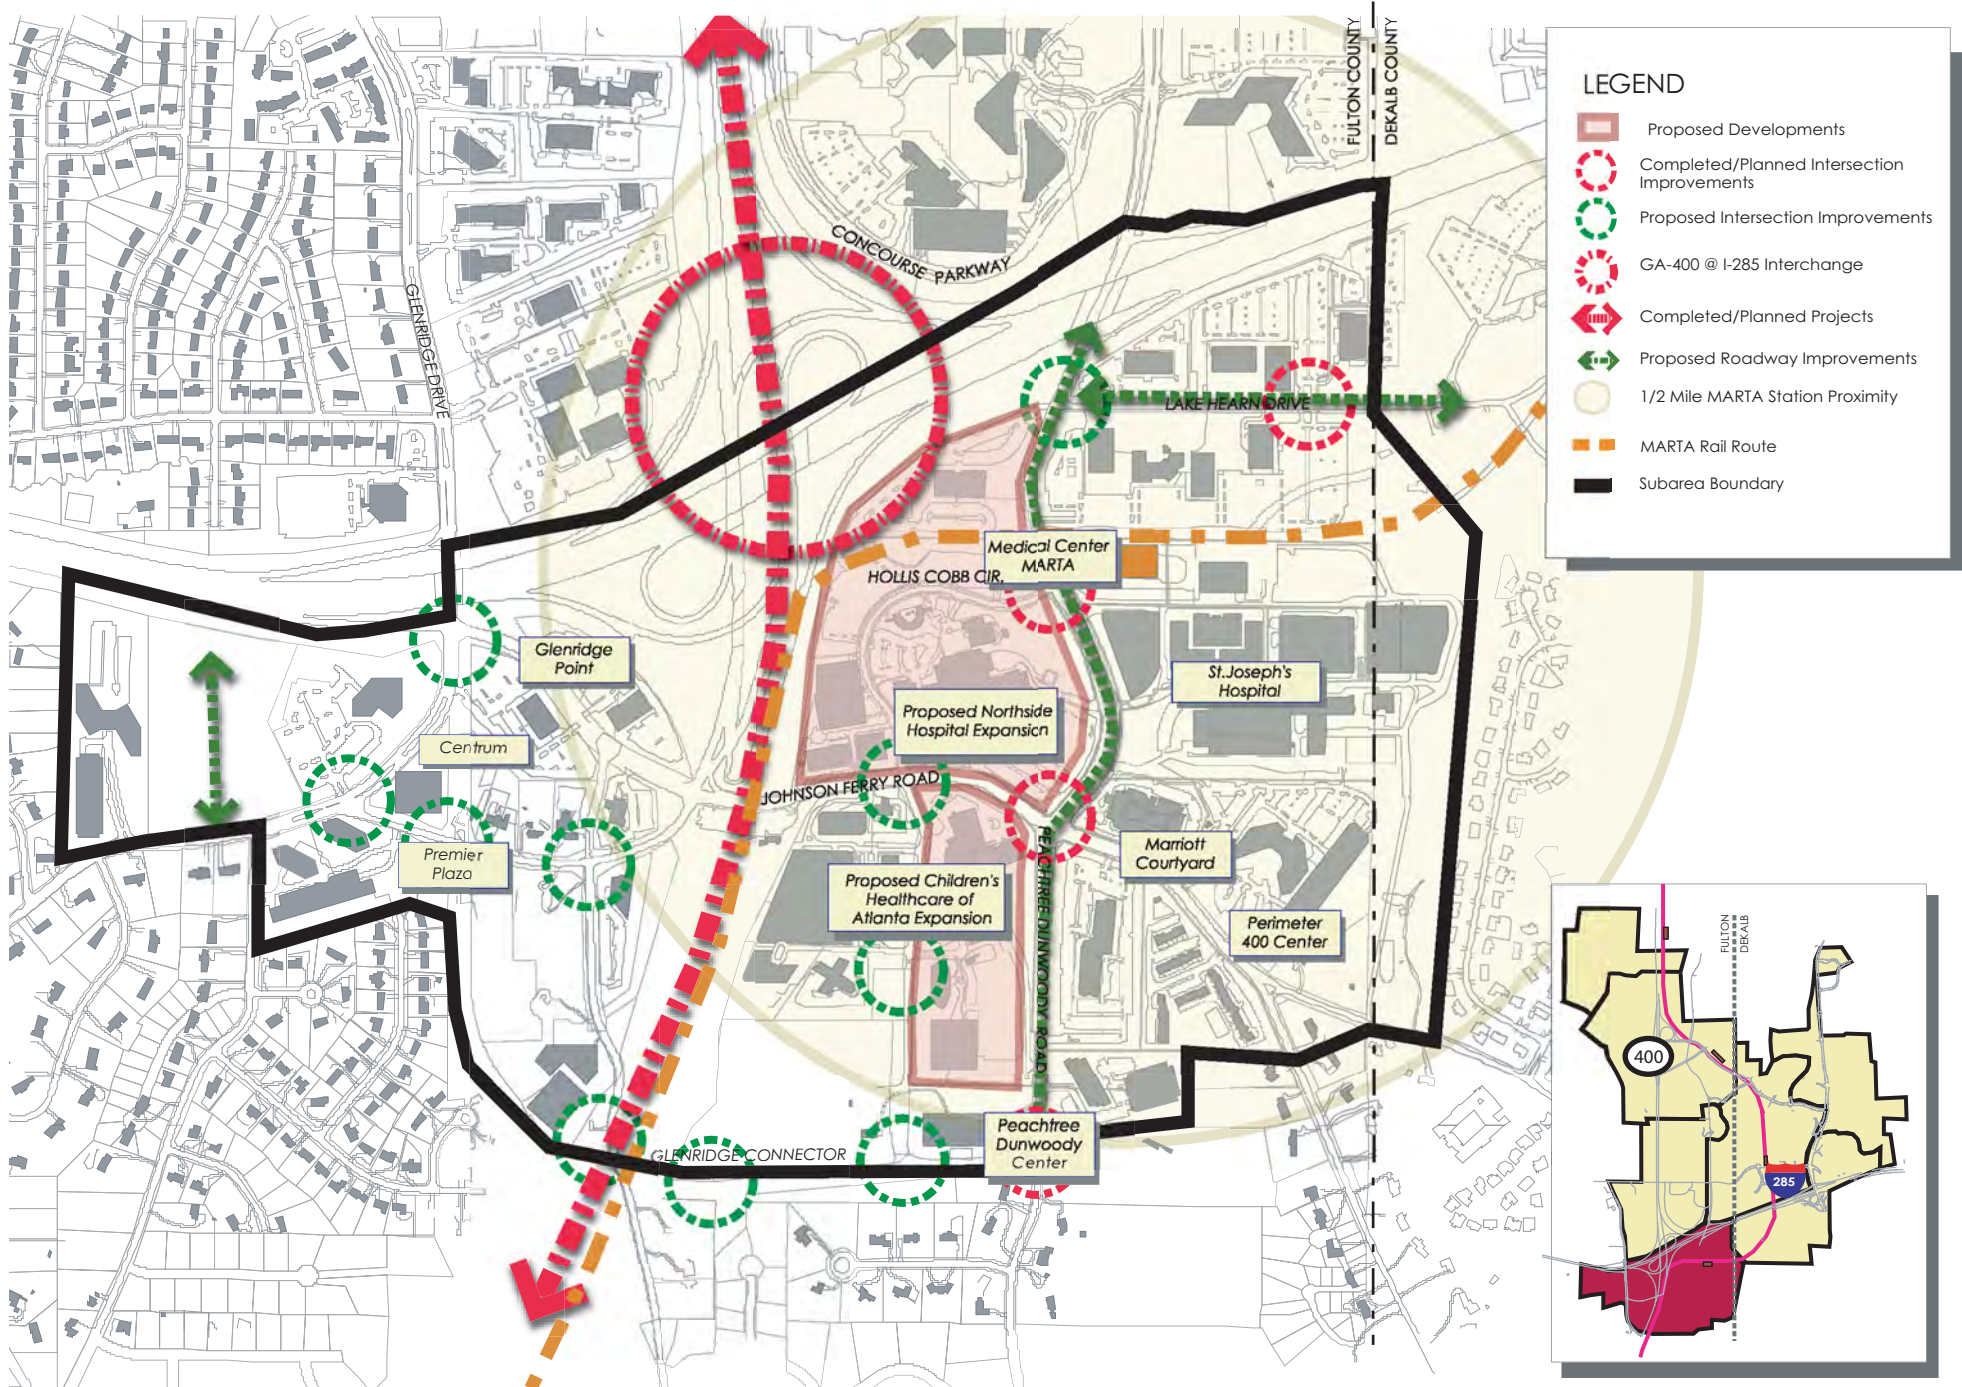 FULTON COUNTY
DEKALB COUNTY
LEGEND
Proposed Developments
Completed/Planned Intersection
Improvements
Proposed Intersection Improvements
GA-400 @ I-285 Interchange
Completed/Planned Projects
Proposed Roadway Improvements
1/2 Mile MARTA Station Proximity
MARTA Rail Route
Subarea Boundary
CONCOURSE PARKWAY
GLENRIDGE DRIVE
LAKE HEARN DRIVE
Medical Center
MARTA
HOLLIS COBB CIR.
Glenridge
Point
St.Joseph's
Hospital
Proposed Northside
Hospital Expansion
Centrum
JOHNSON FERRY ROAD
Premier
Plaza
Marriott
Courtyard
Proposed Children's
Healthcare of
Atlanta Expansion
PEACHTREE DUNWOODY ROAD
Perimeter
400 Center
Peachtree
Dunwoody
Center
GLENRIDGE CONNECTOR
FULTON
DEKALB
400
285